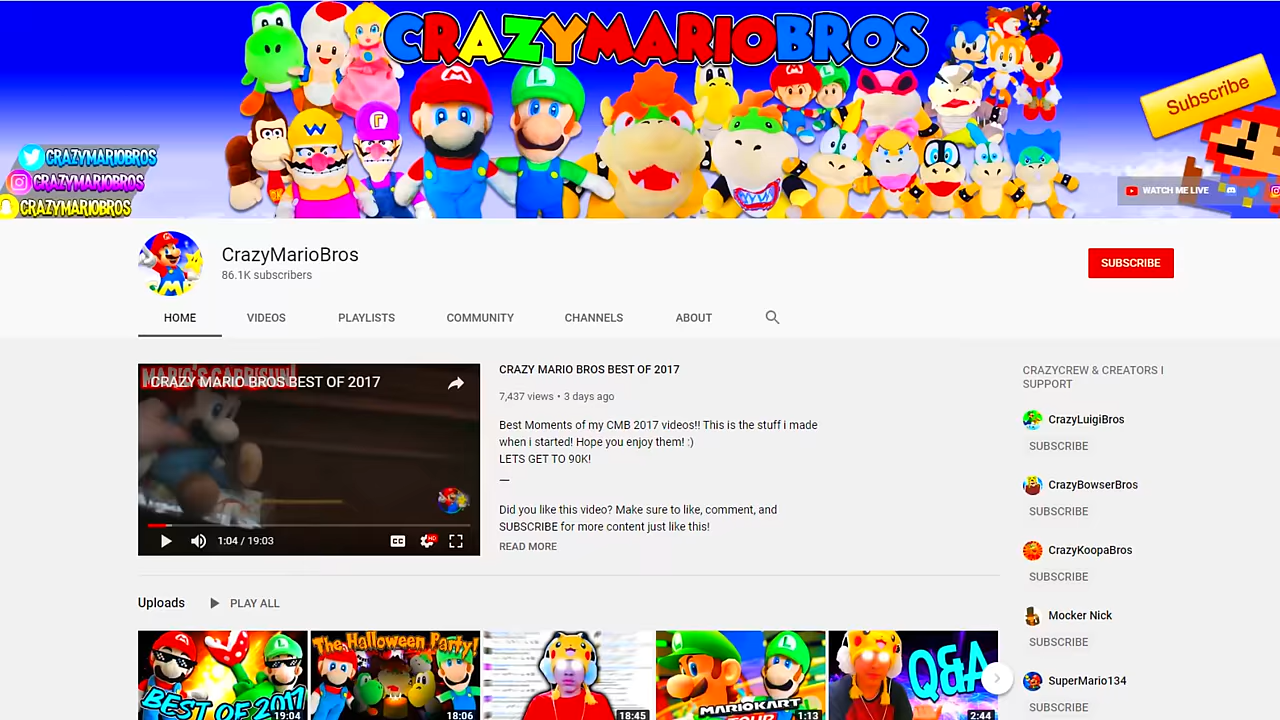 CRAZYMARIOBROS
Subscribe
CRAZYMARIOBROS
CRAZYMARIOBROS
CRAZYMARIOBROS
WATCH ME LIVE
CrazyMarioBros
86.1K subscribers
SUBSCRIBE
HOME VIDEOS PLAYLISTS COMMUNITY CHANNELS ABOUT
MARIO'S CAPRISUN!
CRAZY MARIO BROS BEST OF 2017
1:04 / 19:03
CC
HD
CRAZY MARIO BROS BEST OF 2017
7,437 views • 3 days ago
Best Moments of my CMB 2017 videos!! This is the stuff i made
when i started! Hope you enjoy them! :)
LETS GET TO 90K!
—
Did you like this video? Make sure to like, comment, and
SUBSCRIBE for more content just like this!
READ MORE
CRAZYCREW & CREATORS I
SUPPORT
CrazyLuigiBros
SUBSCRIBE
CrazyBowserBros
SUBSCRIBE
CrazyKoopaBros
SUBSCRIBE
Mocker Nick
SUBSCRIBE
SuperMario134
SUBSCRIBE
Uploads PLAY ALL
BEST OF 2017
19:04
The Halloween Party!
18:06
18:45
MARIOKART
TOUR
1:13
Q&A
2:44